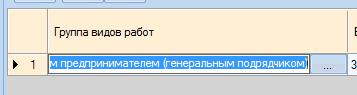 Группа видов работ
1 м предпринимателем (генеральным подрядчиком) ...